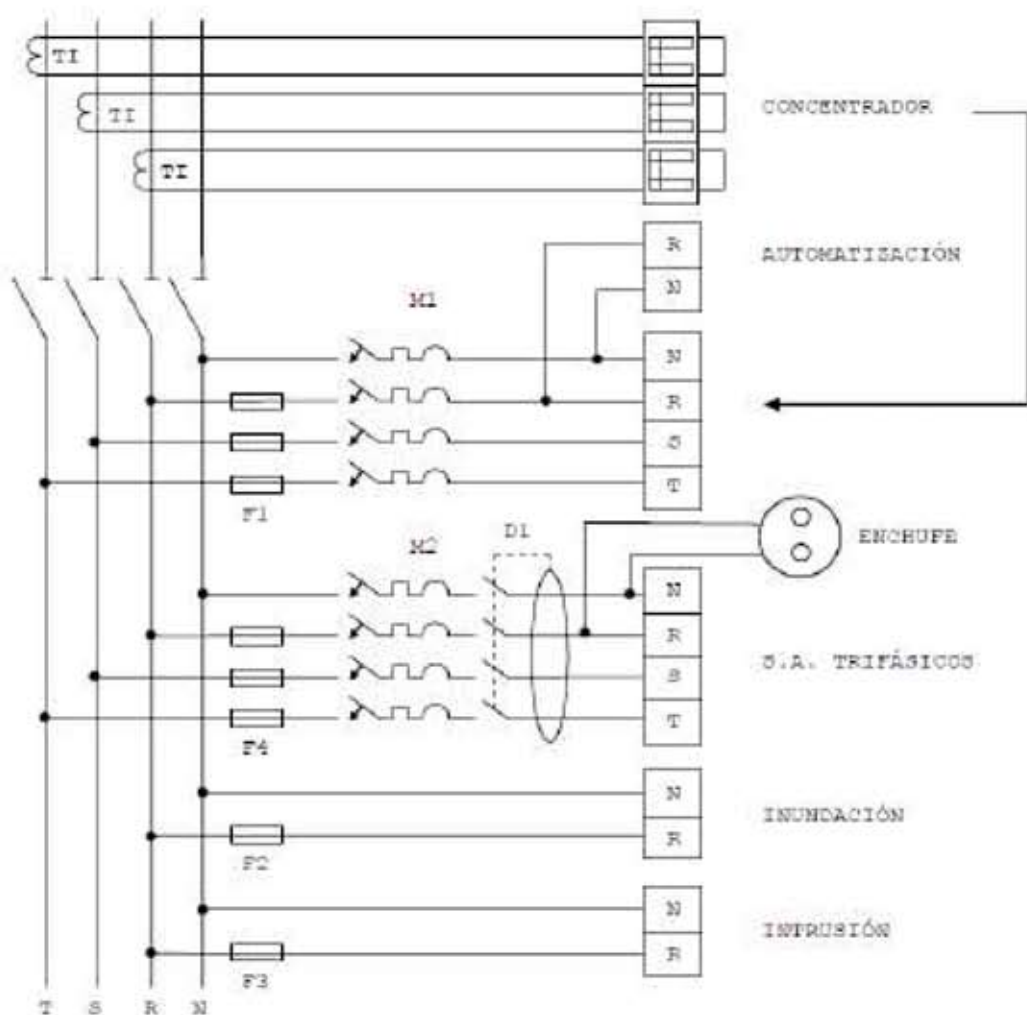 TI
TI
CONCENTRADOR
TI
R
AUTOMATIZACIÓN
N
M1
N
R
S
T
F1
M2
D1
ENCHUFE
N
R
S.A. TRIFÁSICOS
S
T
F4
N
INUNDACIÓN
R
F2
N
INTRUSIÓN
R
F3
T S R N